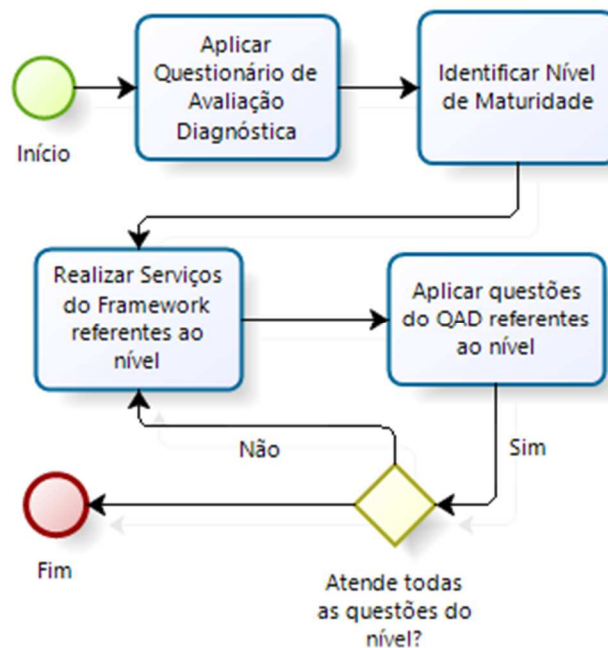 Início
Aplicar
Questionário de
Avaliação
Diagnóstica
Identificar Nível
de Maturidade
Realizar Serviços
do Framework
referentes ao
nível
Aplicar questões
do QAD referentes
ao nível
Não
Sim
Fim
Atende todas
as questões do
nível?